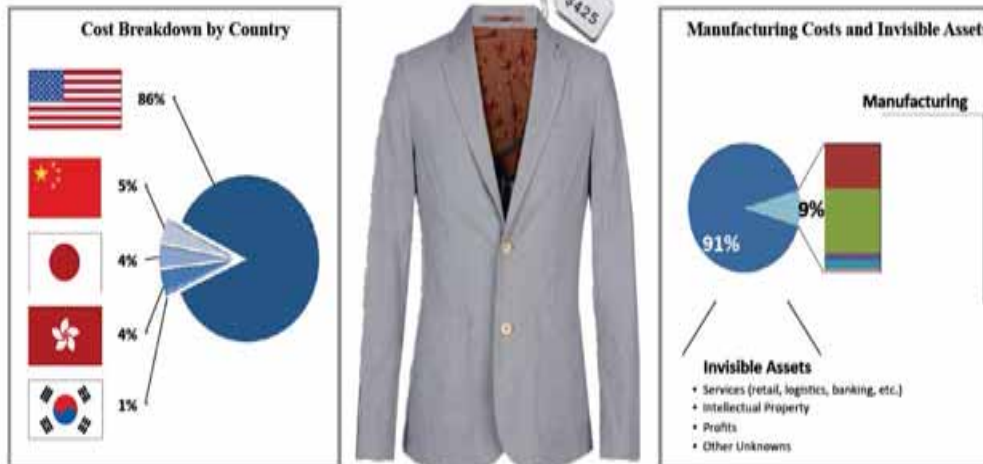 Cost Breakdown by Country
86%
5%
4%
4%
1%
$425
Manufacturing Costs and Invisible Assets
Manufacturing
91%
9%
Invisible Assets
• Services (retail, logistics, banking, etc.)
• Intellectual Property
• Profits
• Other Unknowns